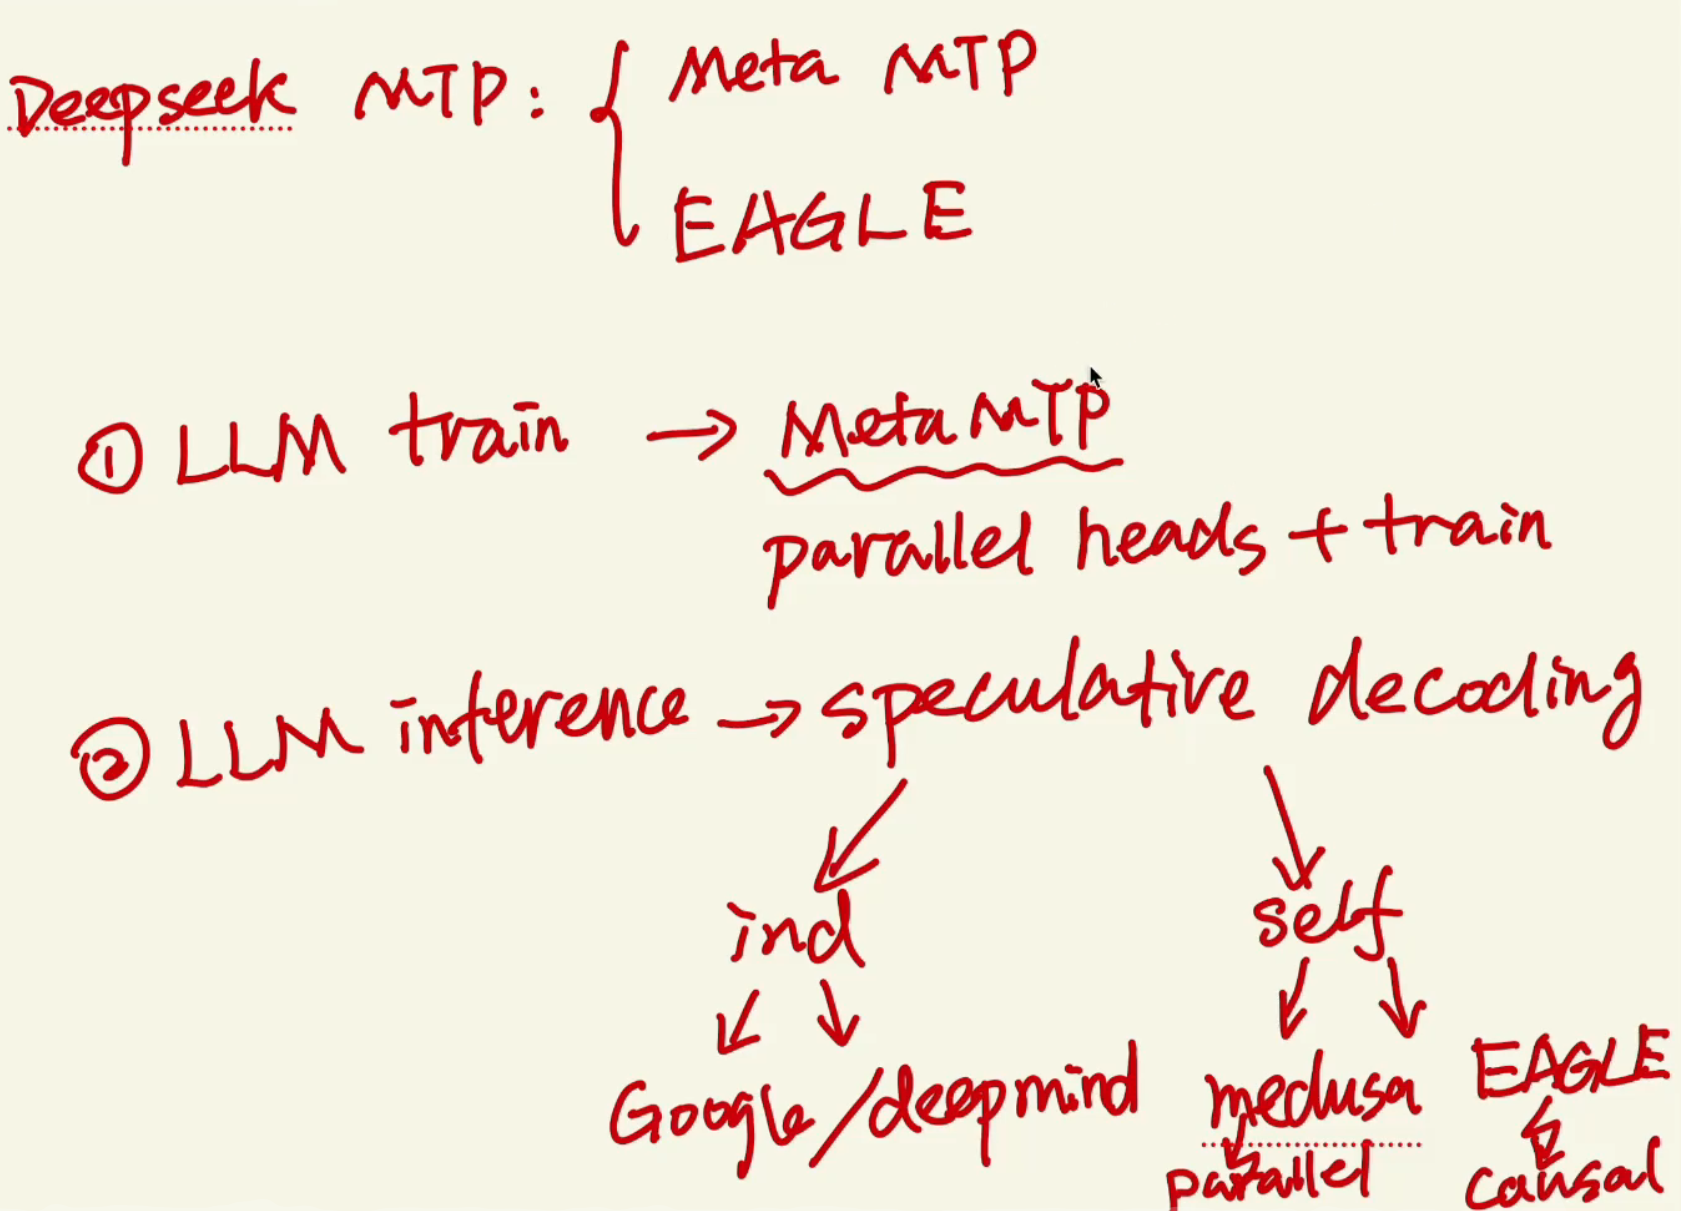 Deepseek MTP: { Meta MTP
EAGLE
① LLM train → Meta MTP
parallel heads + train
② LLM inference → speculative decoding
ind self
Google/deepmind medusa EAGLE
parallel causal